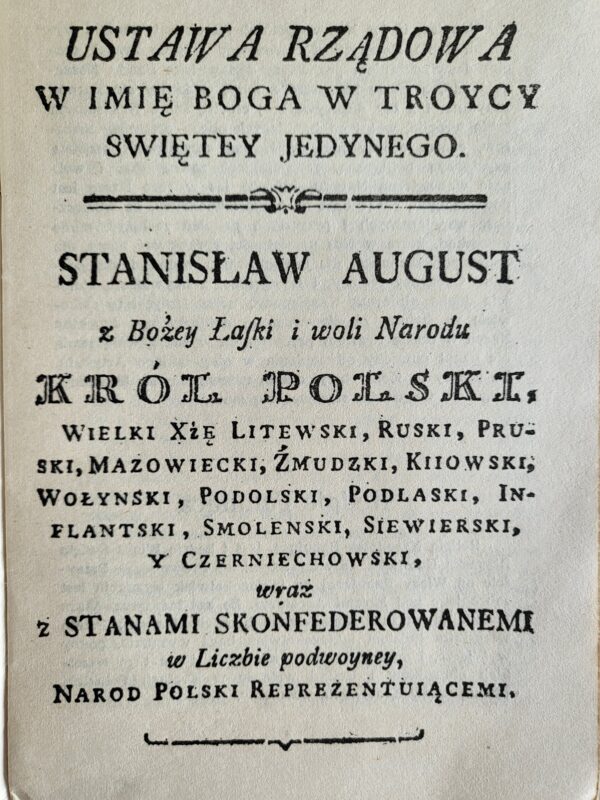 USTAWA RZĄDOWA
W IMIĘ BOGA W TROYCY
SWIĘTEY JEDYNEGO.
STANISŁAW AUGUST
z Bożey Łaſki i woli Narodu
KRÓL POLSKI,
WIELKI XżĘ LITEWSKI, RUSKI, PRU-
SKI, MAZOWIECKI, ŻMUDZKI, KIIOWSKI,
WOŁYNSKI, PODOLSKI, PODLASKI, IN-
FLANTSKI, SMOLENSKI, SIEWIERSKI,
Y CZERNIECHOWSKI,
wraz
z STANAMI SKONFEDEROWANEMI
w Liczbie podwoyney,
NAROD POLSKI REPREZENTUIĄCEMI.